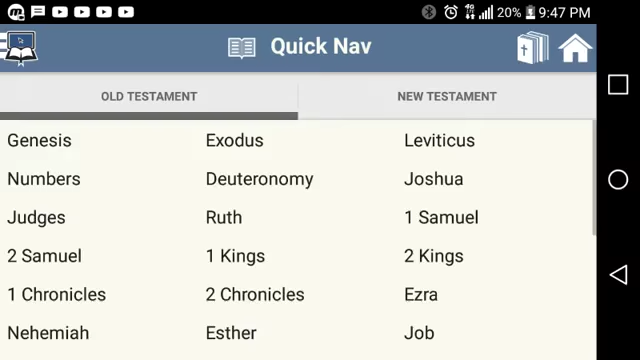 20% 9:47 PM
Quick Nav
OLD TESTAMENT NEW TESTAMENT
Genesis Exodus Leviticus
Numbers Deuteronomy Joshua
Judges Ruth 1 Samuel
2 Samuel 1 Kings 2 Kings
1 Chronicles 2 Chronicles Ezra
Nehemiah Esther Job